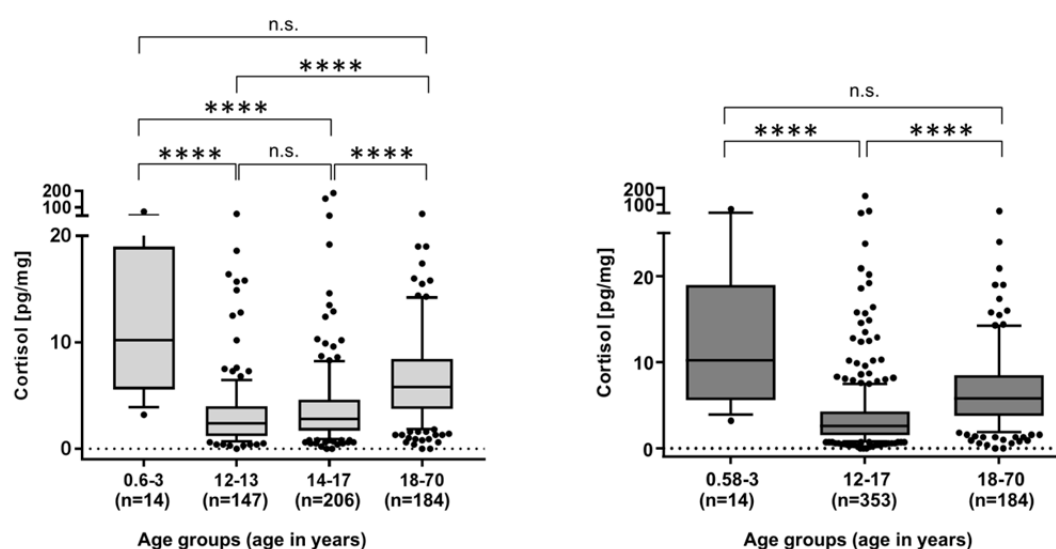 n.s.
****
****
**** n.s. ****
200
100
20
10
0
Cortisol [pg/mg]
0.6-3 12-13 14-17 18-70
(n=14) (n=147) (n=206) (n=184)
Age groups (age in years)
n.s.
**** ****
200
100
20
10
0
Cortisol [pg/mg]
0.58-3 12-17 18-70
(n=14) (n=353) (n=184)
Age groups (age in years)